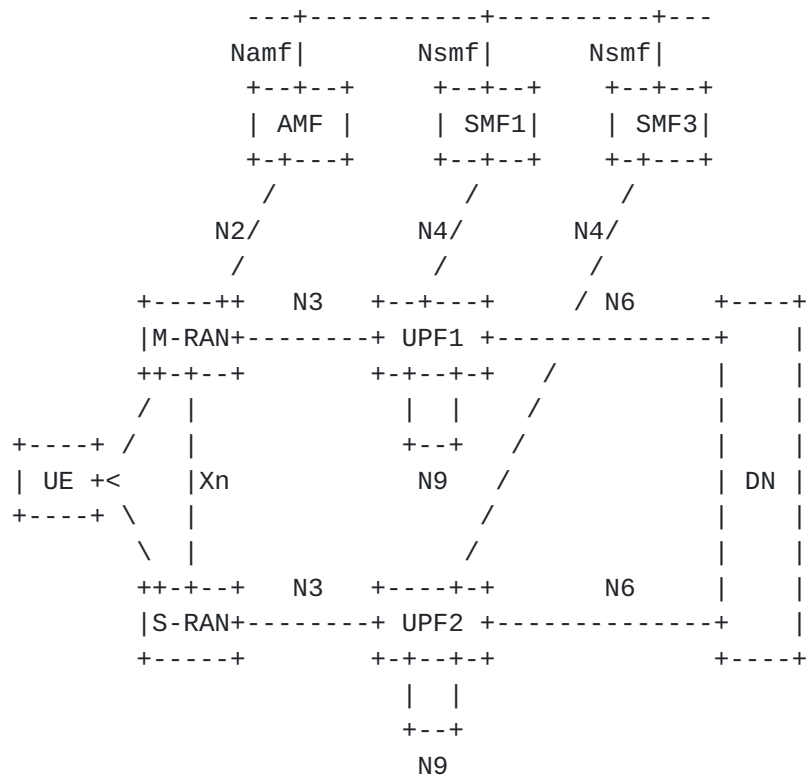 ---+-----------+----------+---
Namf| Nsmf| Nsmf|
+--+--+ +--+--+ +--+--+
| AMF | | SMF1| | SMF3|
+-+---+ +--+--+ +-+---+
/ / /
N2/ N4/ N4/
/ / /
+----++ N3 +--+---+ / N6 +----+
|M-RAN+--------+ UPF1 +--------------+ |
++-+--+ +-+--+-+ / | |
/ | | | / | |
+----+ / | +--+ / | |
| UE +< |Xn N9 / | DN |
+----+ \ | / | |
\ | / | |
++-+--+ N3 +----+-+ N6 | |
|S-RAN+--------+ UPF2 +--------------+ |
+-----+ +-+--+-+ +----+
| |
+--+
N9